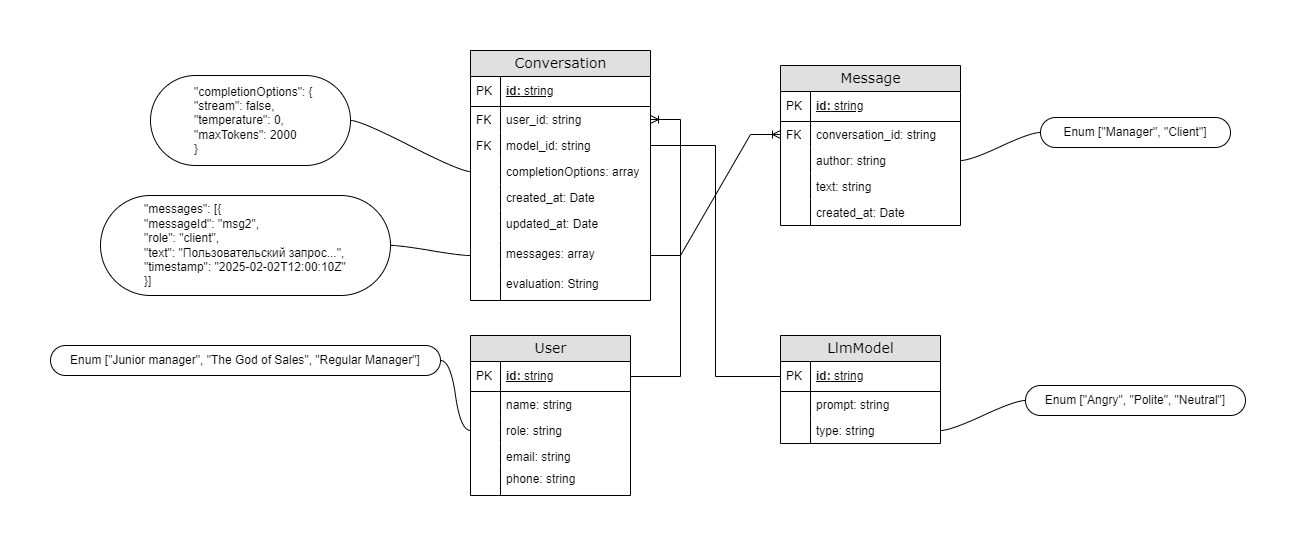 Conversation
PK id: string
FK user_id: string
FK model_id: string
completionOptions: array
created_at: Date
updated_at: Date
messages: array
evaluation: String
"completionOptions": {
"stream": false,
"temperature": 0,
"maxTokens": 2000
}
"messages": [{
"messageId": "msg2",
"role": "client",
"text": "Пользовательский запрос...",
"timestamp": "2025-02-02T12:00:10Z"
}]
Message
PK id: string
FK conversation_id: string
author: string
text: string
created_at: Date
Enum ["Manager", "Client"]
Enum ["Junior manager", "The God of Sales", "Regular Manager"]
User
PK id: string
name: string
role: string
email: string
phone: string
LlmModel
PK id: string
prompt: string
type: string
Enum ["Angry", "Polite", "Neutral"]